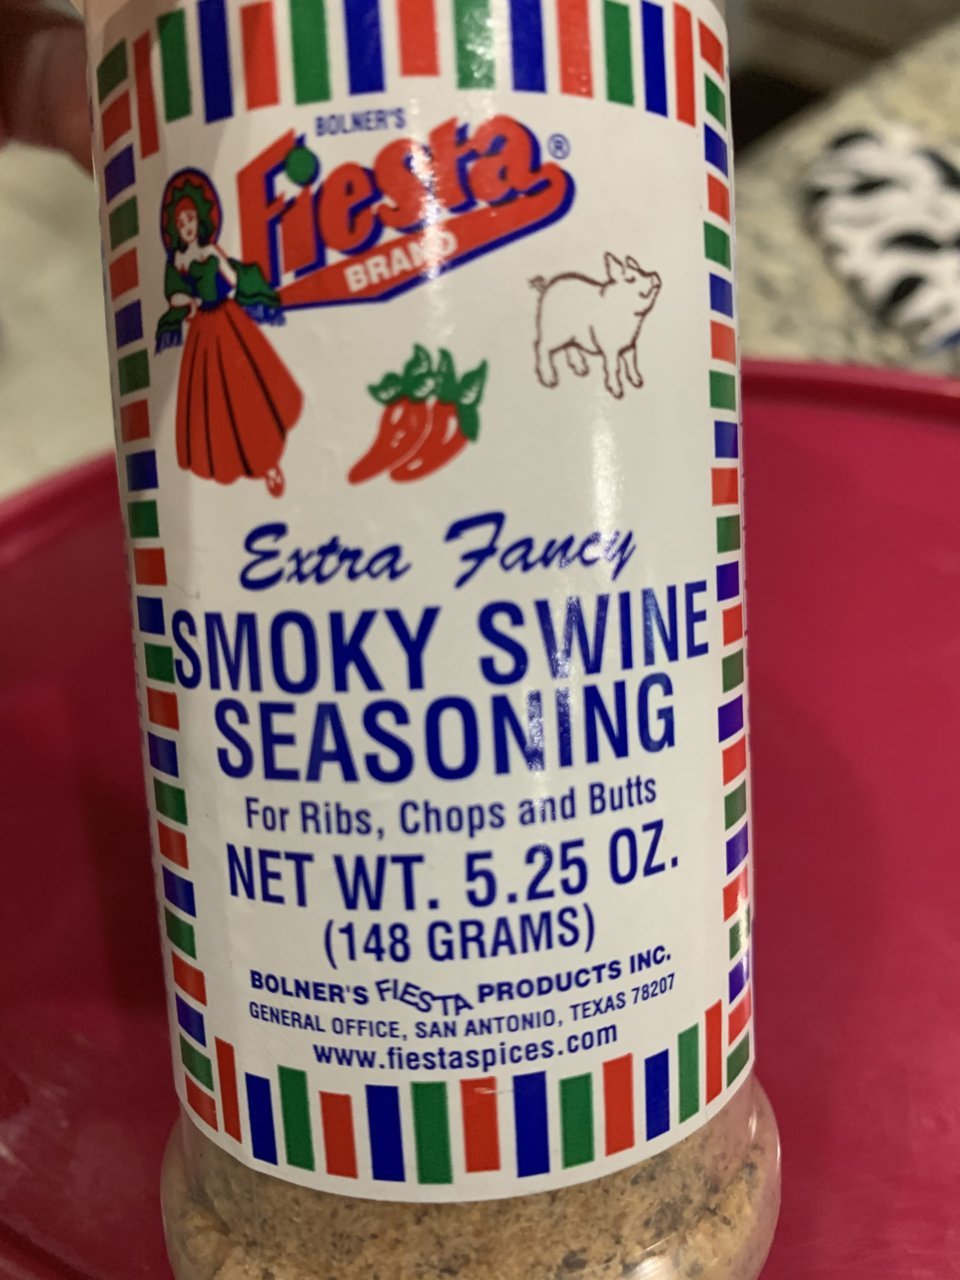 BOLNER'S
Fiesta®
BRAND
Extra Fancy
SMOKY SWINE
SEASONING
For Ribs, Chops and Butts
NET WT. 5.25 OZ.
(148 GRAMS)
BOLNER'S FIESTA PRODUCTS INC.
GENERAL OFFICE, SAN ANTONIO, TEXAS 78207
www.fiestaspices.com